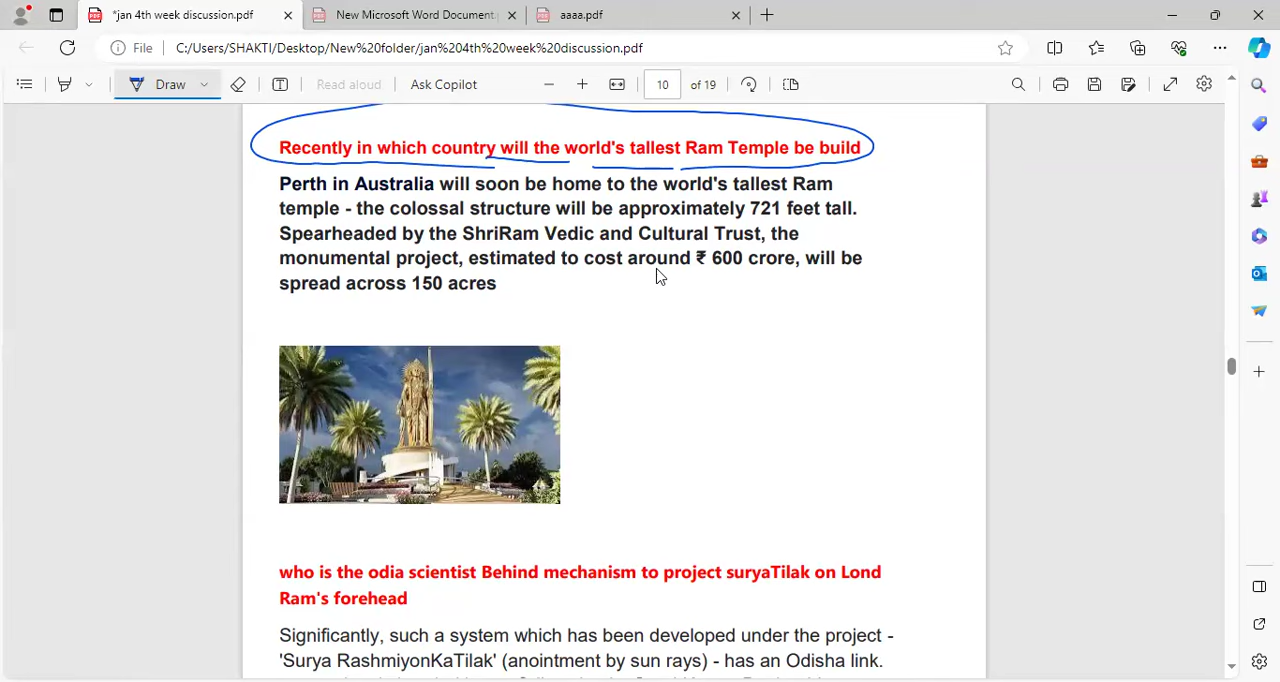 *jan 4th week discussion.pdf
New Microsoft Word Document.
aaaa.pdf
File
C:/Users/SHAKTI/Desktop/New%20folder/jan%204th%20week%20discussion.pdf
Draw
Read aloud
Ask Copilot
10
of 19
Recently in which country will the world's tallest Ram Temple be build
Perth in Australia will soon be home to the world's tallest Ram
temple - the colossal structure will be approximately 721 feet tall.
Spearheaded by the ShriRam Vedic and Cultural Trust, the
monumental project, estimated to cost around ₹ 600 crore, will be
spread across 150 acres
who is the odia scientist Behind mechanism to project suryaTilak on Lond
Ram's forehead
Significantly, such a system which has been developed under the project -
'Surya RashmiyonKaTilak' (anointment by sun rays) - has an Odisha link.